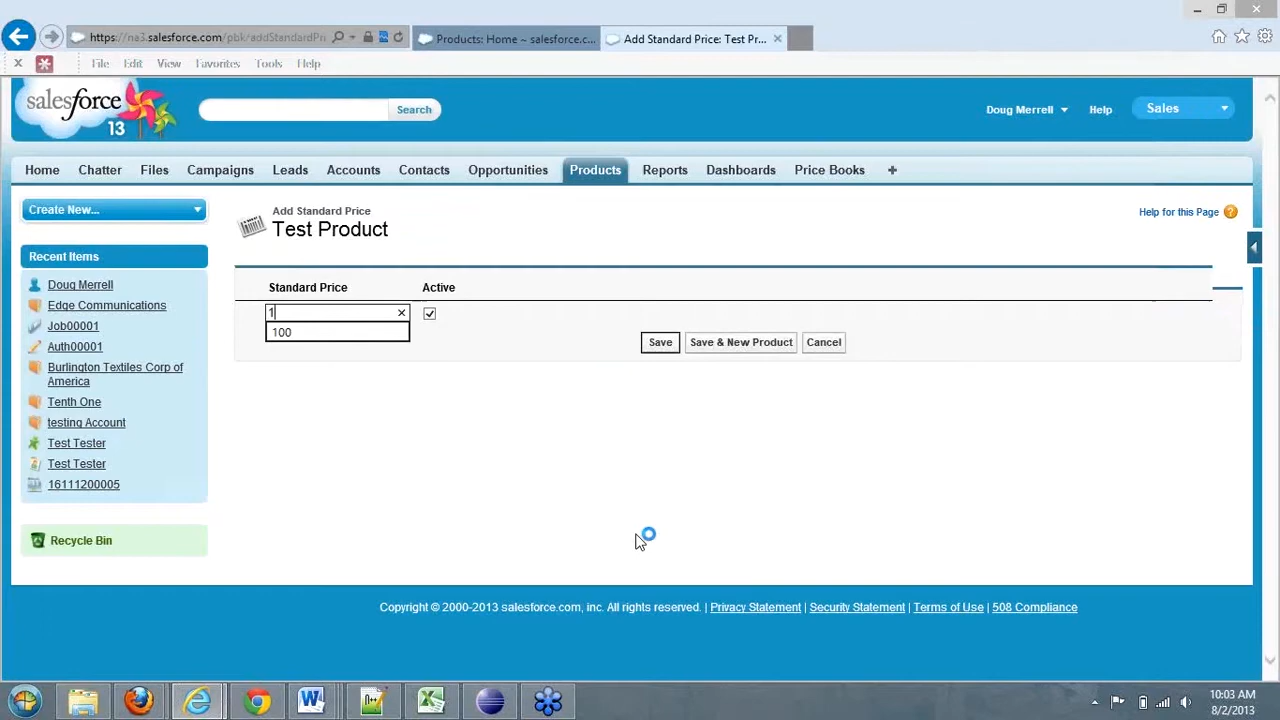 https://na3.salesforce.com/pbk/addStandardPri
Products: Home ~ salesforce.c...
Add Standard Price: Test Pr...
File Edit View Favorites Tools Help
salesforce
13
Search
Doug Merrell
Help
Sales
Home Chatter Files Campaigns Leads Accounts Contacts Opportunities Products Reports Dashboards Price Books
Create New...
Add Standard Price
Test Product
Help for this Page
Recent Items
Doug Merrell
Edge Communications
Job00001
Auth00001
Burlington Textiles Corp of
America
Tenth One
testing Account
Test Tester
Test Tester
16111200005
Standard Price Active
1
100
Save Save & New Product Cancel
Recycle Bin
Copyright © 2000-2013 salesforce.com, inc. All rights reserved. | Privacy Statement | Security Statement | Terms of Use | 508 Compliance
10:03 AM
8/2/2013